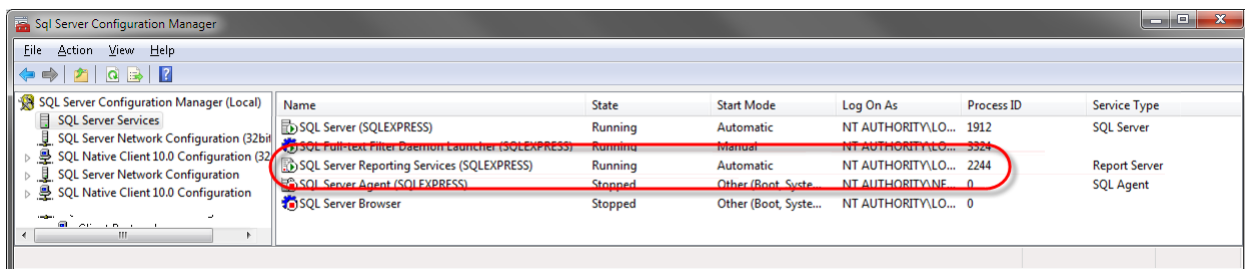 Sql Server Configuration Manager
File Action View Help
SQL Server Configuration Manager (Local)
SQL Server Services
SQL Server Network Configuration (32bit
SQL Native Client 10.0 Configuration (32
SQL Server Network Configuration
SQL Native Client 10.0 Configuration
Name State Start Mode Log On As Process ID Service Type
SQL Server (SQLEXPRESS) Running Automatic NT AUTHORITY\LO... 1912 SQL Server
SQL Full-text Filter Daemon Launcher (SQLEXPRESS) Running Manual NT AUTHORITY\LO... 3324
SQL Server Reporting Services (SQLEXPRESS) Running Automatic NT AUTHORITY\LO... 2244 Report Server
SQL Server Agent (SQLEXPRESS) Stopped Other (Boot, Syste... NT AUTHORITY\NE... 0 SQL Agent
SQL Server Browser Stopped Other (Boot, Syste... NT AUTHORITY\LO... 0